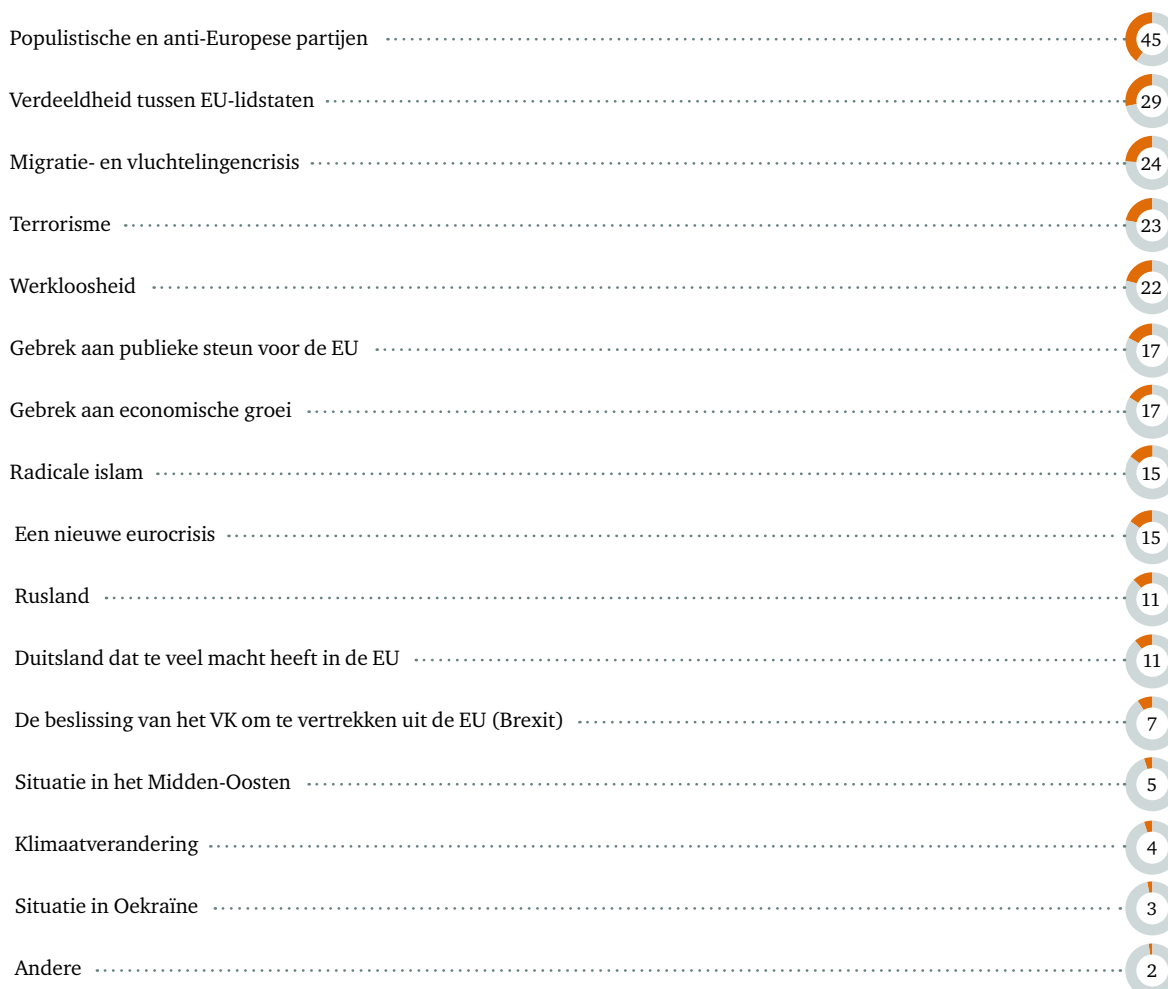 Populistische en anti-Europese partijen 45
Verdeeldheid tussen EU-lidstaten 29
Migratie- en vluchtelingencrisis 24
Terrorisme 23
Werkloosheid 22
Gebrek aan publieke steun voor de EU 17
Gebrek aan economische groei 17
Radicale islam 15
Een nieuwe eurocrisis 15
Rusland 11
Duitsland dat te veel macht heeft in de EU 11
De beslissing van het VK om te vertrekken uit de EU (Brexit) 7
Situatie in het Midden-Oosten 5
Klimaatverandering 4
Situatie in Oekraïne 3
Andere 2